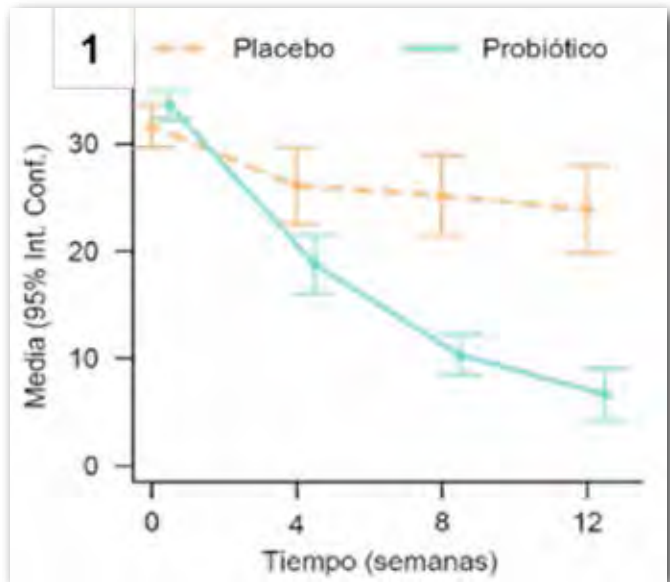 1
Placebo Probiótico
Media (95% Int. Conf.)
30
20
10
0
0 4 8 12
Tiempo (semanas)